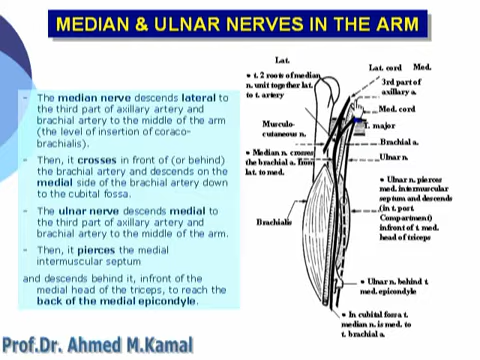 MEDIAN & ULNAR NERVES IN THE ARM
– The median nerve descends lateral to
the third part of axillary artery and
brachial artery to the middle of the arm
(the level of insertion of coraco-
brachialis).
– Then, it crosses in front of (or behind)
the brachial artery and descends on the
medial side of the brachial artery down
to the cubital fossa.
– The ulnar nerve descends medial to
the third part of axillary artery and
brachial artery to the middle of the arm.
– Then, it pierces the medial
intermuscular septum
and descends behind it, infront of the
medial head of the triceps, to reach the
back of the medial epicondyle.
Lat.
• t. 2 roots of median
n. unit together lat.
to t. artery
Murculo-
cutaneous n.
• Median n. crosses
the brachial a. from
lat. to med.
Brachialis
Lat. cord Med.
3rd part of
axillary a.
Med. cord
T. major
Brachial a.
Ulnar n.
• Ulnar n. pierces
med. intermurcular
septum and descends
(in t. port
Compartment)
infront of t. med.
head of triceps
• Ulnar n. behind t.
med. epicondyle
• In cubital fossa t.
median n. is med. to
t. brachial a.
Prof.Dr. Ahmed M.Kamal